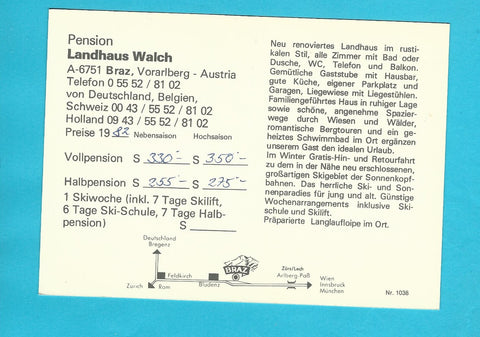 Pension
Landhaus Walch
A-6751 Braz, Vorarlberg - Austria
Telefon 0 55 52 / 81 02
von Deutschland, Belgien,
Schweiz 00 43 / 55 52 / 81 02
Holland 09 43 / 55 52 / 81 02
Preise 19 82 Nebensaison Hochsaison
Vollpension S 330.- S 350.-
Halbpension S 255.- S 275.-
1 Skiwoche (inkl. 7 Tage Skilift,
6 Tage Ski-Schule, 7 Tage Halb-
pension) S
Neu renoviertes Landhaus im rusti-
kalen Stil, alle Zimmer mit Bad oder
Dusche, WC, Telefon und Balkon.
Gemütliche Gaststube mit Hausbar,
gute Küche, eigener Parkplatz und
Garagen, Liegewiese mit Liegestühlen.
Familiengeführtes Haus in ruhiger Lage
sowie schöne, angenehme Spazier-
wege durch Wiesen und Wälder,
romantische Bergtouren und ein ge-
heiztes Schwimmbad im Ort ergänzen
unserem Gast den idealen Urlaub.
Im Winter Gratis-Hin- und Retourfahrt
zu dem in der Nähe neu erschlossenen,
großartigen Skigebiet der Sonnenkopf-
bahnen. Das herrliche Ski- und Son-
nenparadies für jung und alt. Günstige
Wochenarrangements inklusive Ski-
schule und Skilift.
Präparierte Langlaufloipe im Ort.
Deutschland
Bregenz
Feldkirch
Zürich
Rom
Bludenz
BRAZ
Zürs/Lech
Arlberg-Paß
Wien
Innsbruck
München
Nr. 1038